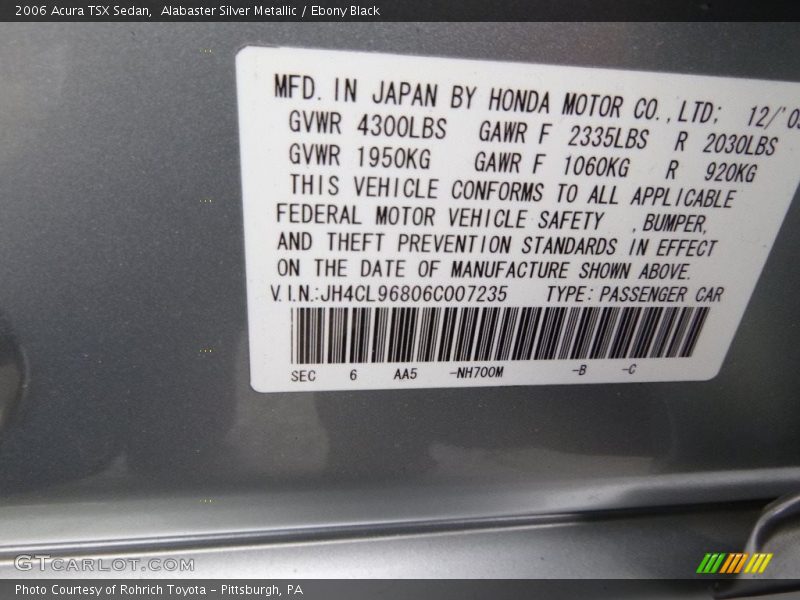 2006 Acura TSX Sedan, Alabaster Silver Metallic / Ebony Black
MFD. IN JAPAN BY HONDA MOTOR CO., LTD; 12/'05
GVWR 4300LBS GAWR F 2335LBS R 2030LBS
GVWR 1950KG GAWR F 1060KG R 920KG
THIS VEHICLE CONFORMS TO ALL APPLICABLE
FEDERAL MOTOR VEHICLE SAFETY , BUMPER,
AND THEFT PREVENTION STANDARDS IN EFFECT
ON THE DATE OF MANUFACTURE SHOWN ABOVE.
V.I.N.:JH4CL96806C007235 TYPE: PASSENGER CAR
SEC 6 AA5 -NH700M -B -C
GTCARLOT.COM
Photo Courtesy of Rohrich Toyota - Pittsburgh, PA